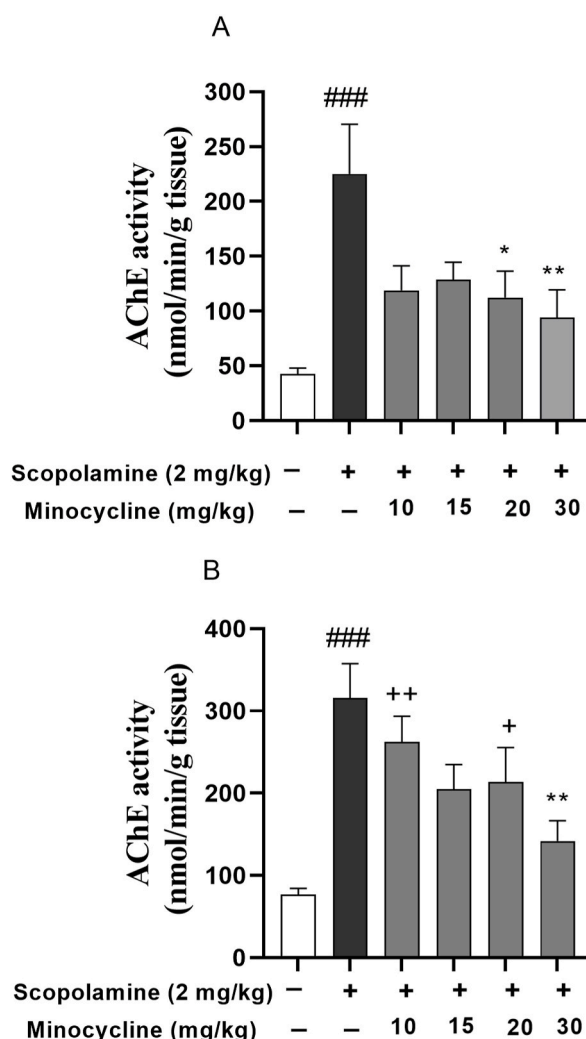 A
AChE activity
(nmol/min/g tissue)
300
250
200
150
100
50
0
###
*
**
Scopolamine (2 mg/kg) – + + + + +
Minocycline (mg/kg) – – 10 15 20 30
B
AChE activity
(nmol/min/g tissue)
400
300
200
100
0
###
++
+
**
Scopolamine (2 mg/kg) – + + + + +
Minocycline (mg/kg) – – 10 15 20 30